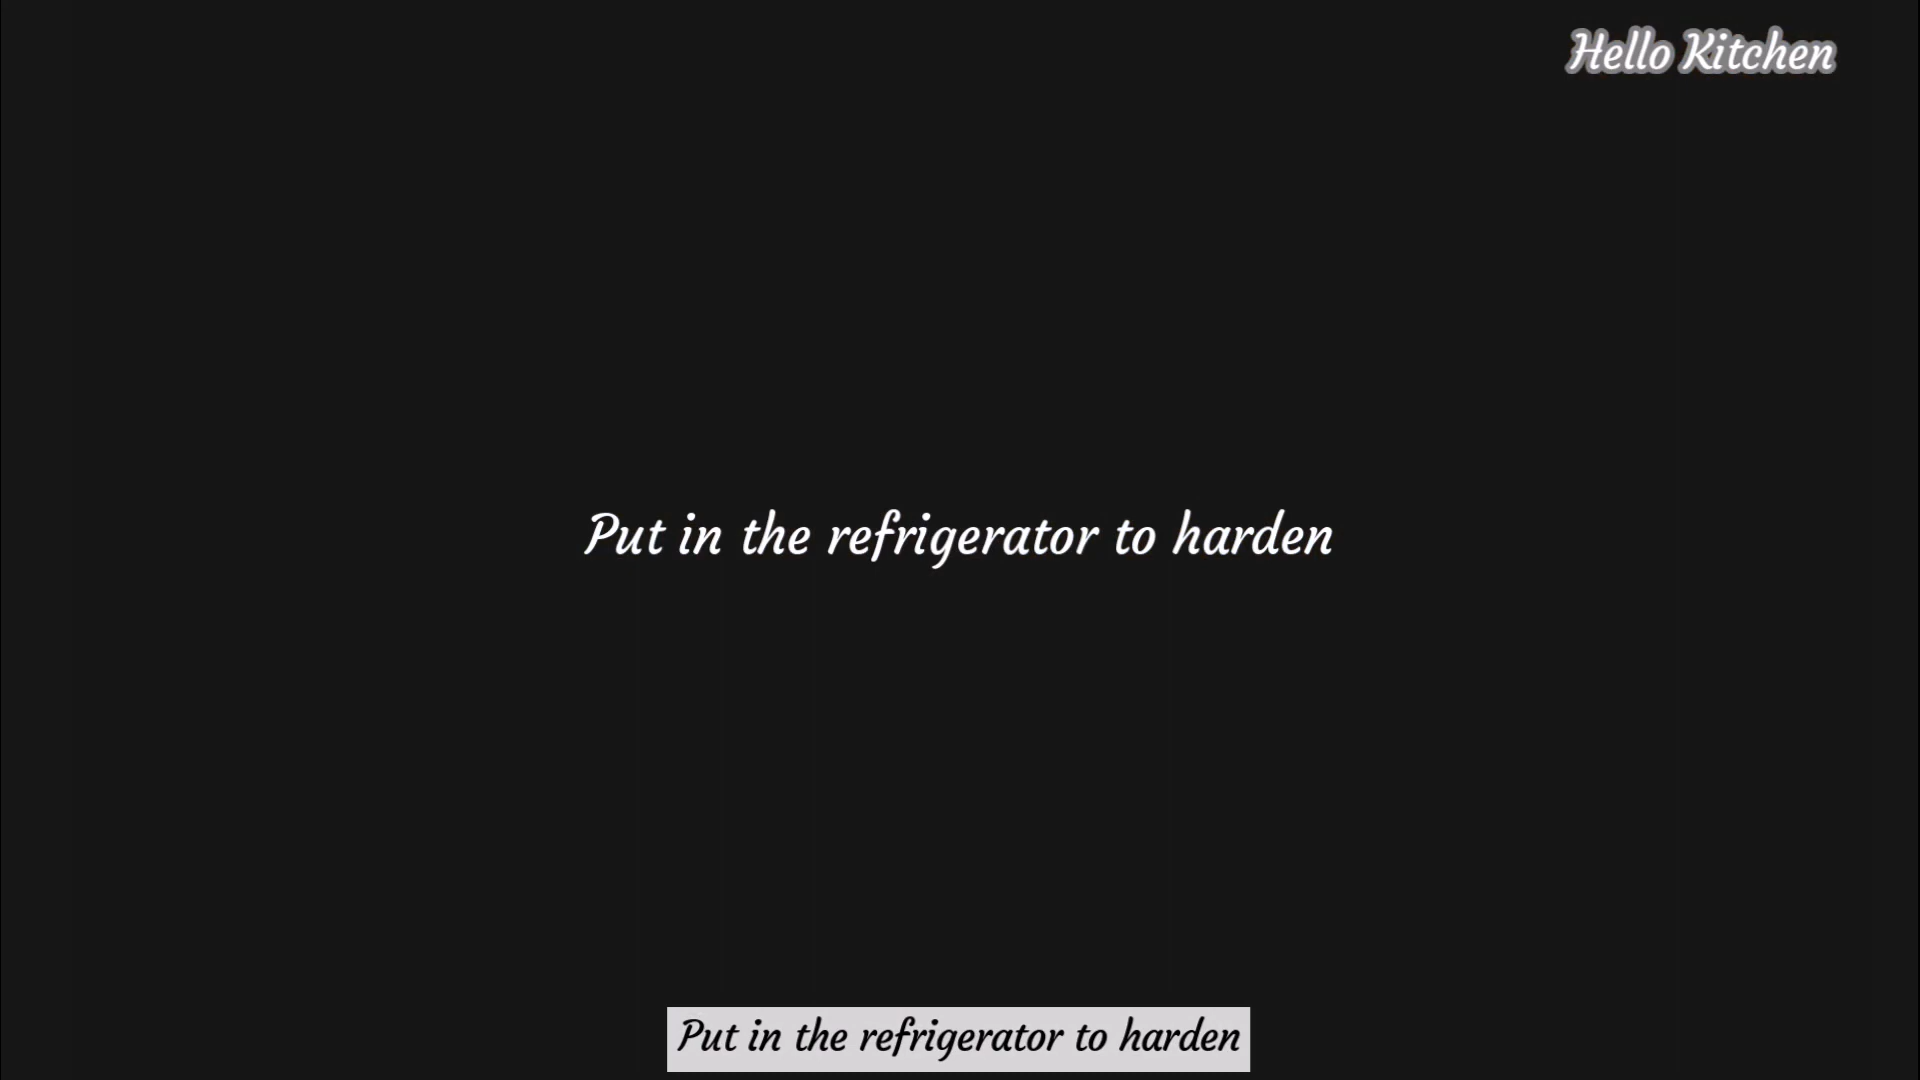 Hello Kitchen
Put in the refrigerator to harden
Put in the refrigerator to harden